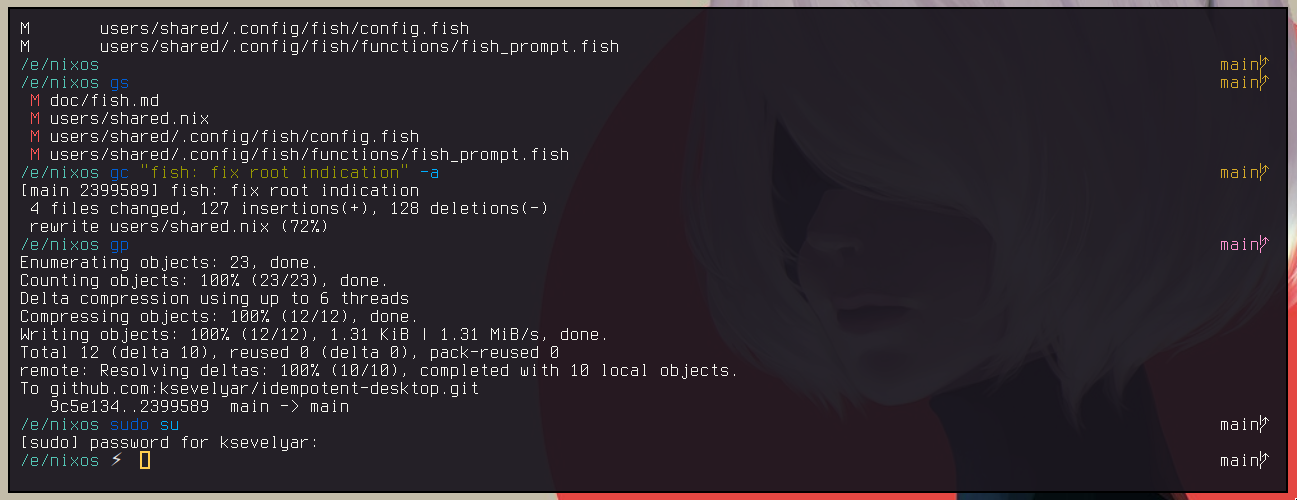 M       users/shared/.config/fish/config.fish
M       users/shared/.config/fish/functions/fish_prompt.fish
/e/nixos main
/e/nixos gs main
 M doc/fish.md
 M users/shared.nix
 M users/shared/.config/fish/config.fish
 M users/shared/.config/fish/functions/fish_prompt.fish
/e/nixos gc "fish: fix root indication" -a main
[main 2399589] fish: fix root indication
 4 files changed, 127 insertions(+), 128 deletions(-)
 rewrite users/shared.nix (72%)
/e/nixos gp main
Enumerating objects: 23, done.
Counting objects: 100% (23/23), done.
Delta compression using up to 6 threads
Compressing objects: 100% (12/12), done.
Writing objects: 100% (12/12), 1.31 KiB | 1.31 MiB/s, done.
Total 12 (delta 10), reused 0 (delta 0), pack-reused 0
remote: Resolving deltas: 100% (10/10), completed with 10 local objects.
To github.com:ksevelyar/idempotent-desktop.git
   9c5e134..2399589  main -> main
/e/nixos sudo su main
[sudo] password for ksevelyar:
/e/nixos ⚡ main